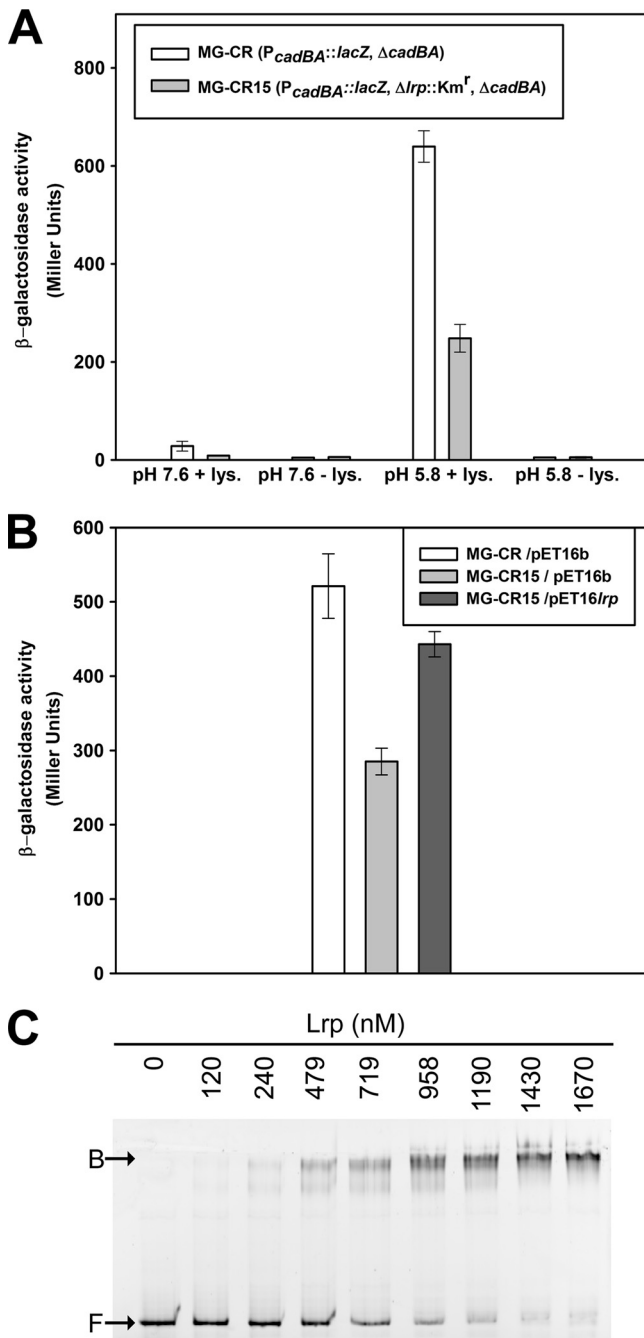 A
MG-CR (PcadBA::lacZ, ΔcadBA)
MG-CR15 (PcadBA::lacZ, Δlrp::Kmr, ΔcadBA)
β−galactosidase activity
(Miller Units)
800
600
400
200
0
pH 7.6 + lys. pH 7.6 - lys. pH 5.8 + lys. pH 5.8 - lys.
B
MG-CR /pET16b
MG-CR15 / pET16b
MG-CR15 /pET16lrp
β−galactosidase activity
(Miller Units)
600
500
400
300
200
100
0
C
Lrp (nM)
0 120 240 479 719 958 1190 1430 1670
B
F